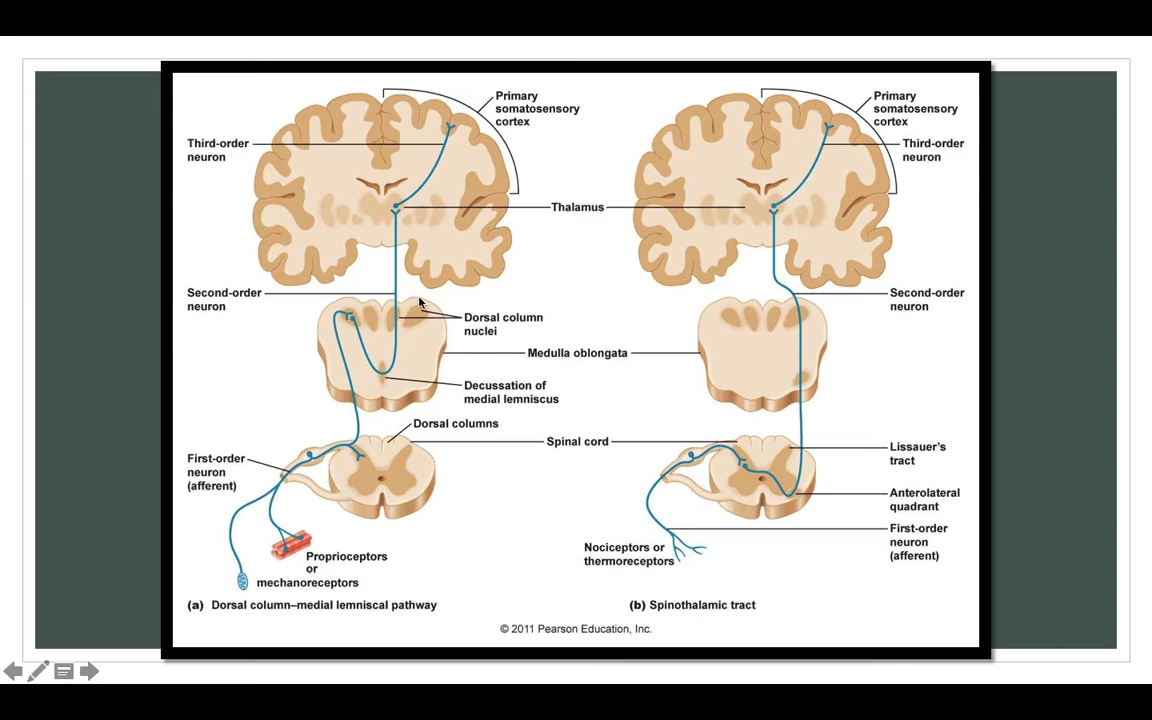 Primary
somatosensory
cortex
Third-order
neuron
Thalamus
Second-order
neuron
Dorsal column
nuclei
Medulla oblongata
Decussation of
medial lemniscus
Dorsal columns
Spinal cord
First-order
neuron
(afferent)
Proprioceptors
or
mechanoreceptors
(a) Dorsal column–medial lemniscal pathway
Primary
somatosensory
cortex
Third-order
neuron
Second-order
neuron
Lissauer's
tract
Anterolateral
quadrant
First-order
neuron
(afferent)
Nociceptors or
thermoreceptors
(b) Spinothalamic tract
© 2011 Pearson Education, Inc.